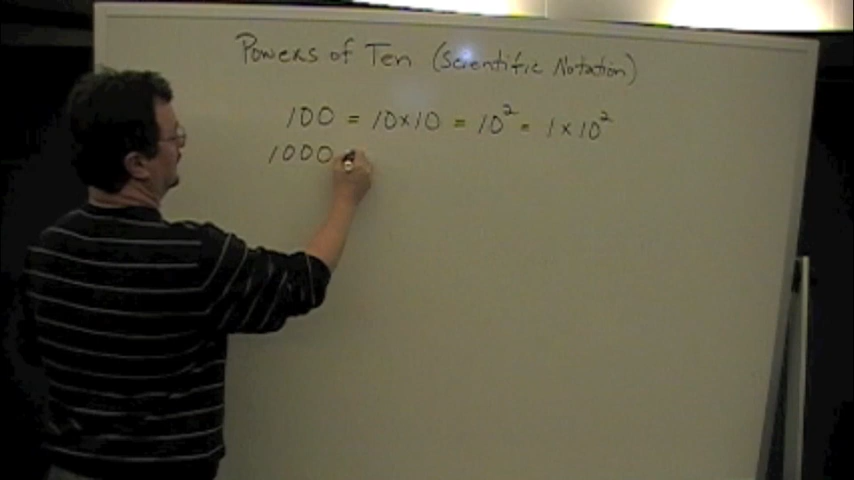 Powers of Ten (Scientific Notation)
100 = 10×10 = 10² = 1×10²
1000